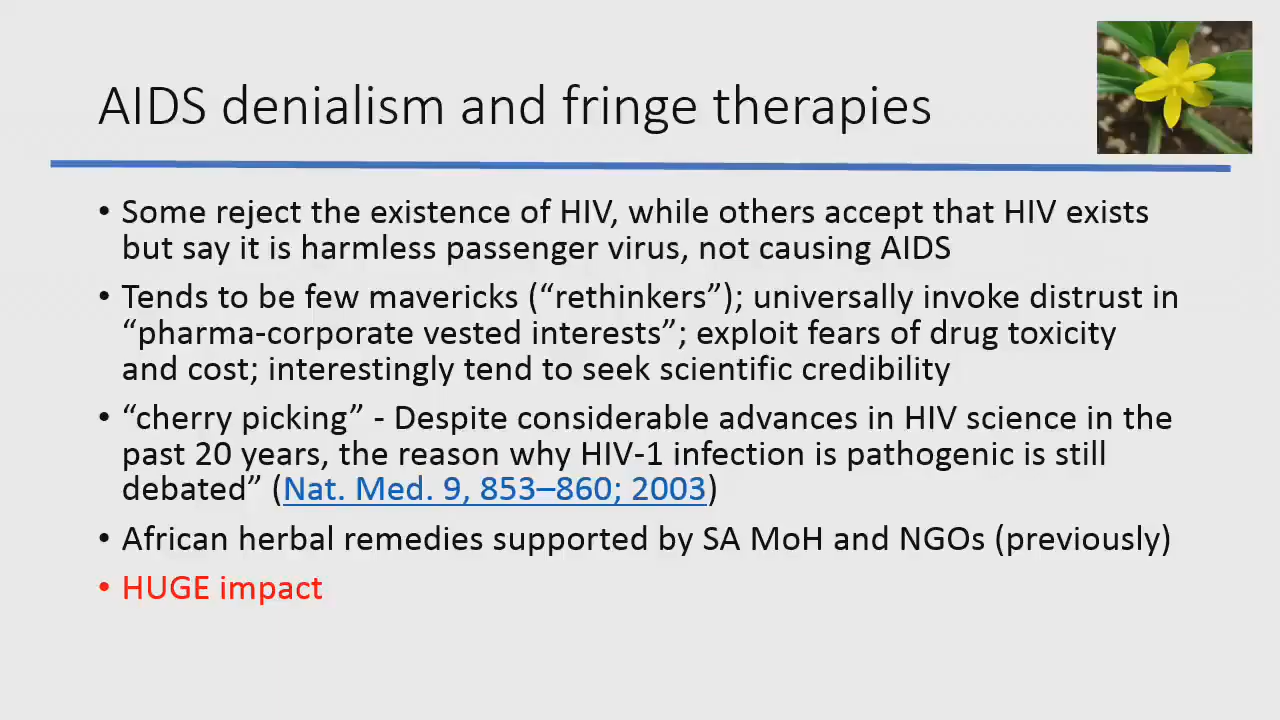 AIDS denialism and fringe therapies
• Some reject the existence of HIV, while others accept that HIV exists
but say it is harmless passenger virus, not causing AIDS
• Tends to be few mavericks (“rethinkers”); universally invoke distrust in
“pharma-corporate vested interests”; exploit fears of drug toxicity
and cost; interestingly tend to seek scientific credibility
• “cherry picking” - Despite considerable advances in HIV science in the
past 20 years, the reason why HIV-1 infection is pathogenic is still
debated” (Nat. Med. 9, 853–860; 2003)
• African herbal remedies supported by SA MoH and NGOs (previously)
• HUGE impact